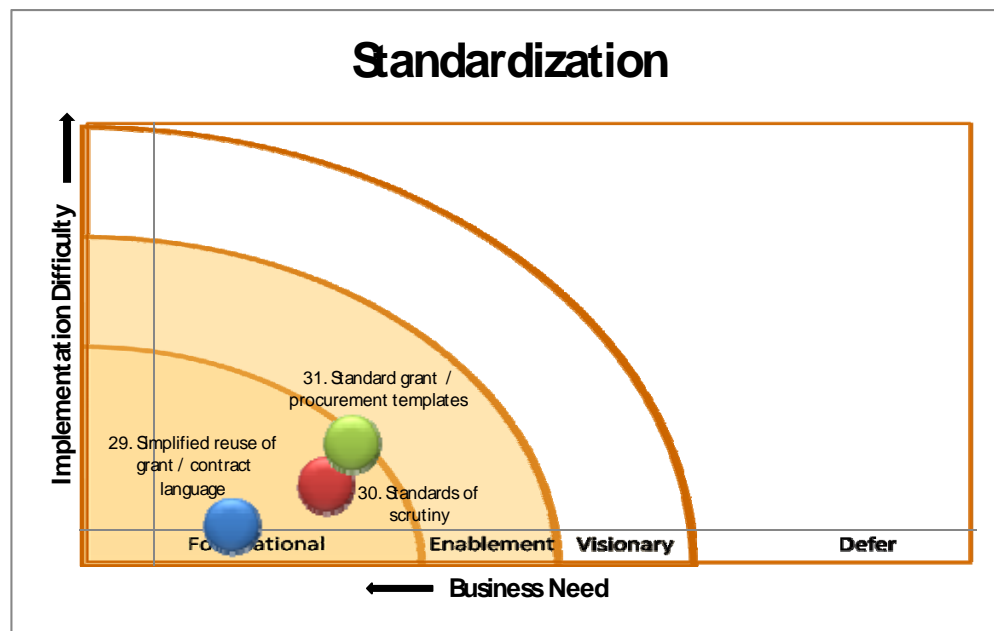 Standardization
Implementation Difficulty
31. Standard grant /
procurement templates
29. Simplified reuse of
grant / contract
language
30. Standards of
scrutiny
Enablement
Visionary
Defer
Business Need